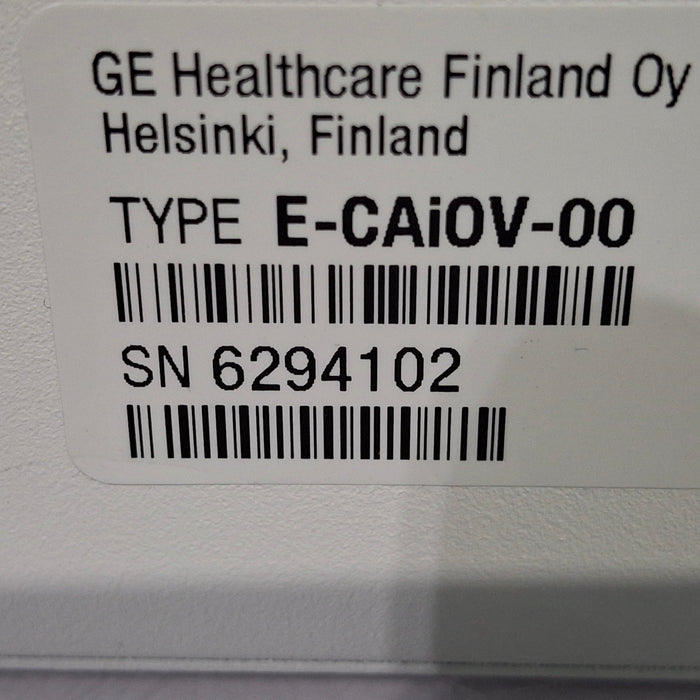 GE Healthcare Finland Oy
Helsinki, Finland
TYPE E-CAiOV-00
SN 6294102